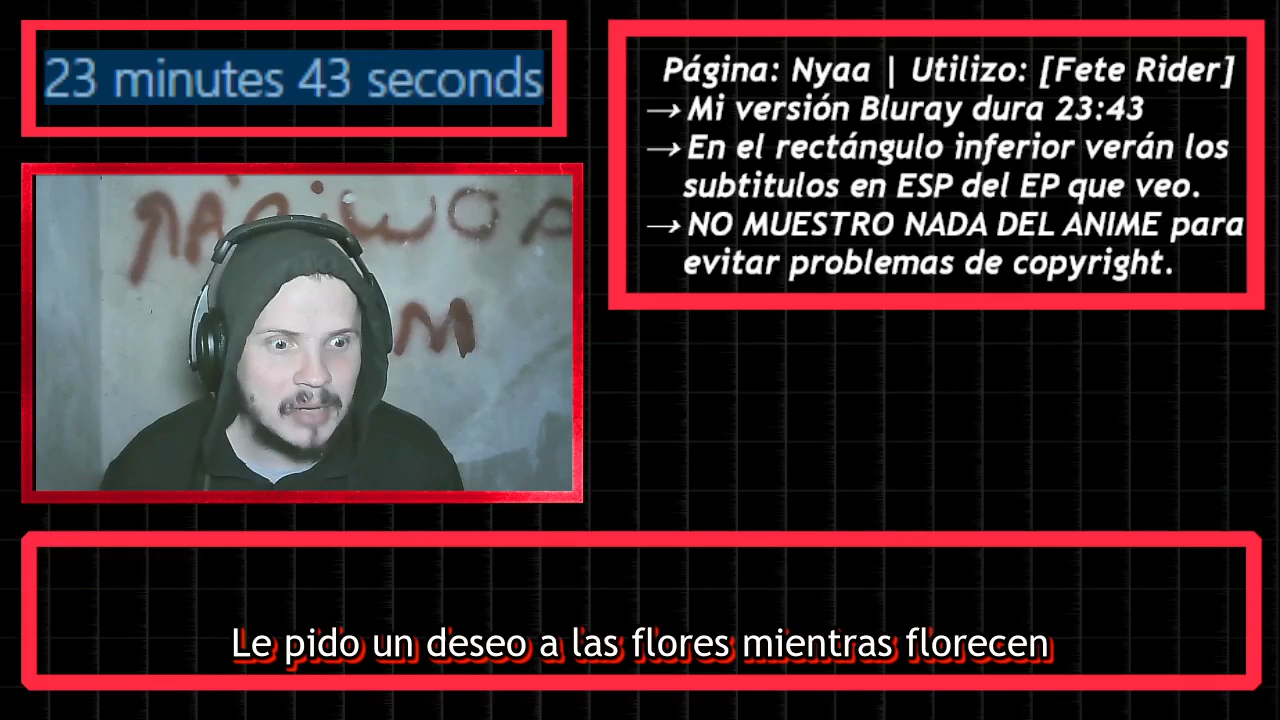 23 minutes 43 seconds
Página: Nyaa | Utilizo: [Fete Rider]
→ Mi versión Bluray dura 23:43
→ En el rectángulo inferior verán los
subtitulos en ESP del EP que veo.
→ NO MUESTRO NADA DEL ANIME para
evitar problemas de copyright.
Le pido un deseo a las flores mientras florecen